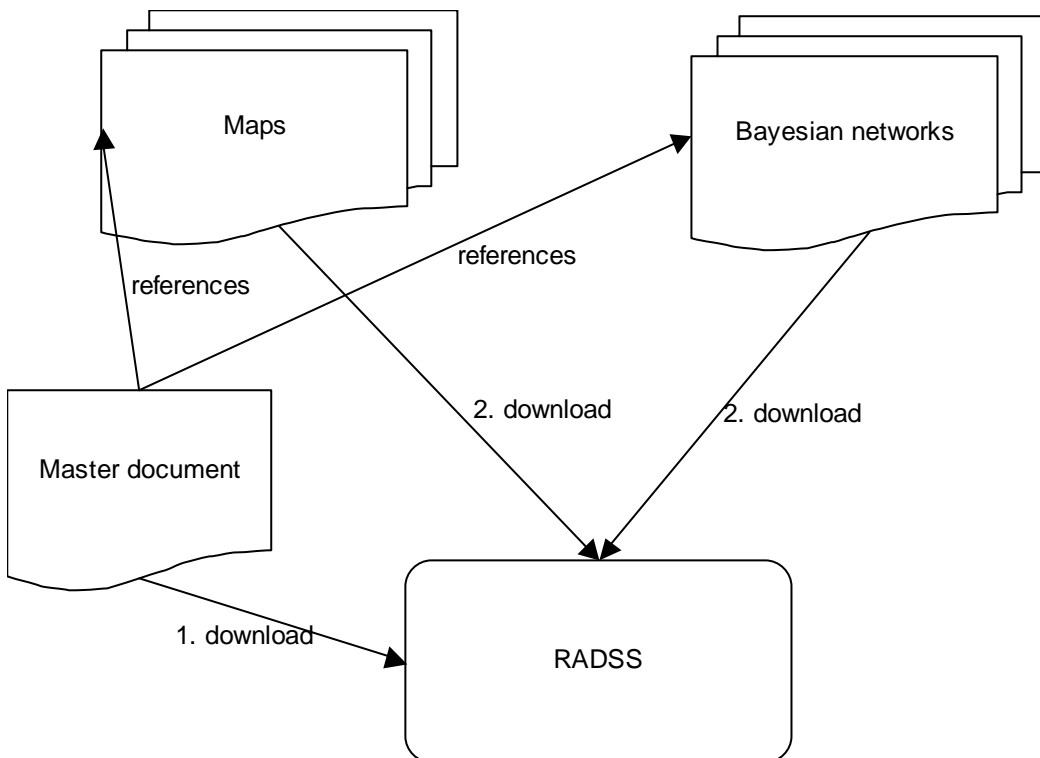 Maps
Bayesian networks
references
references
2. download
2. download
Master document
1. download
RADSS